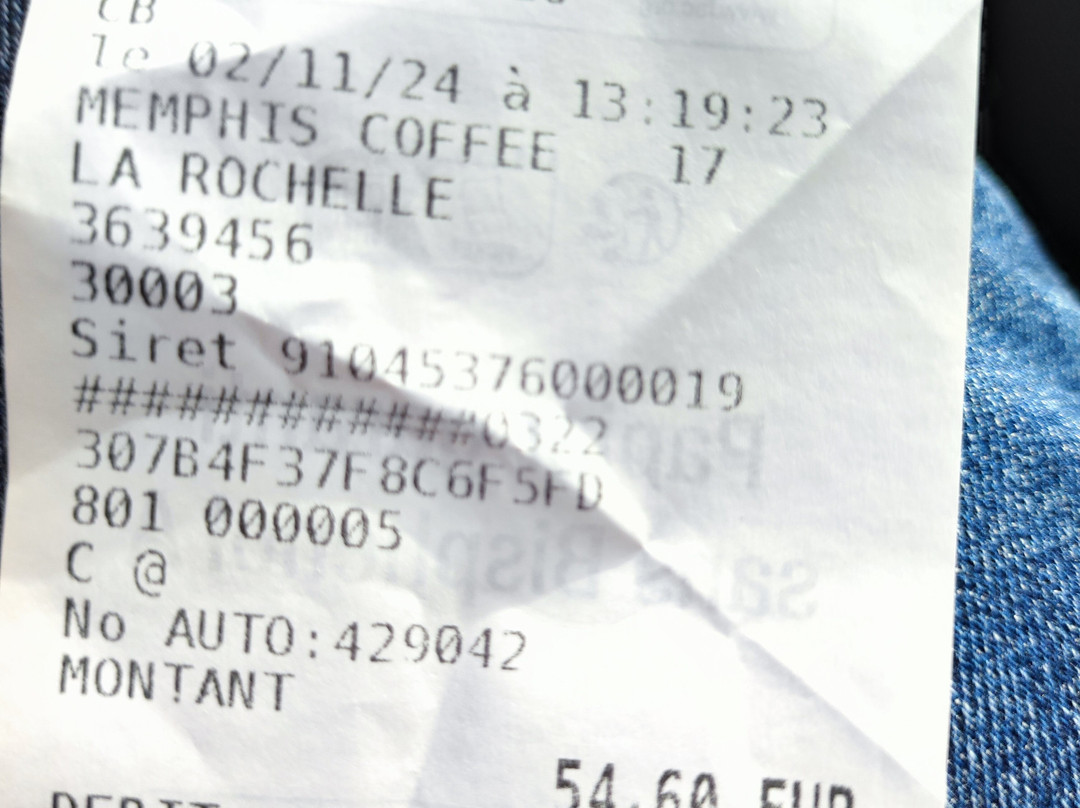 CB
le 02/11/24 à 13:19:23
MEMPHIS COFFEE 17
LA ROCHELLE
3639456
30003
Siret 91045376000019
############0322
307B4F37F8C6F5FD
801 000005
C @
No AUTO:429042
MONTANT
54,60 EUR
DEBIT